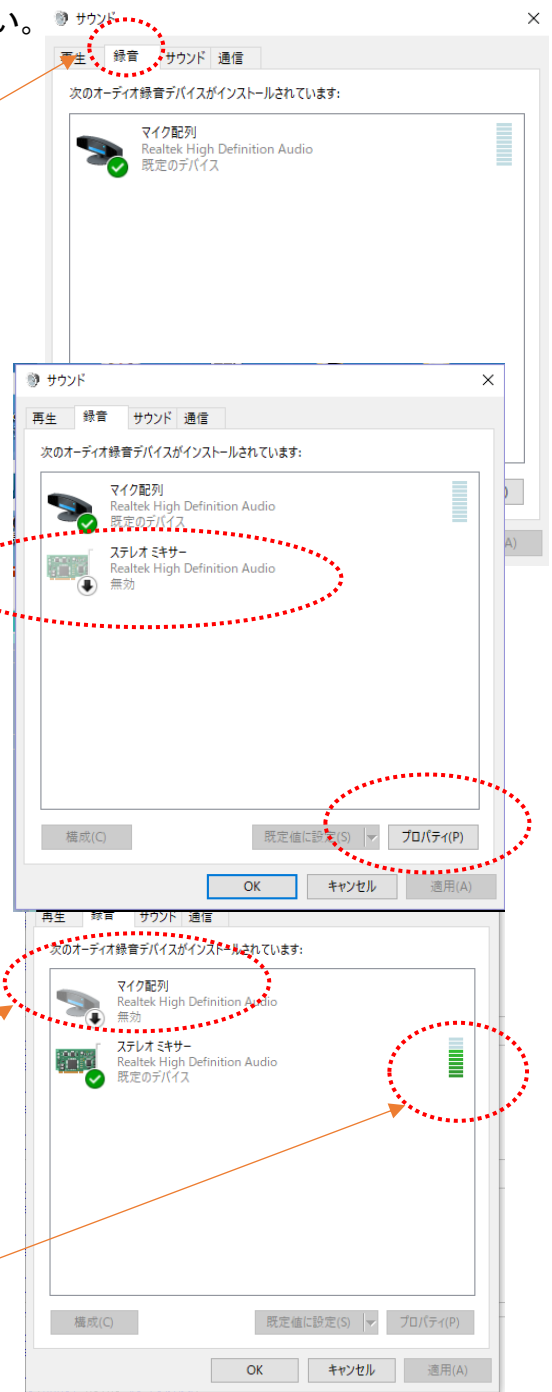 い。
サウンド
再生 録音 サウンド 通信
次のオーディオ録音デバイスがインストールされています:
マイク配列
Realtek High Definition Audio
既定のデバイス
A)
サウンド
再生 録音 サウンド 通信
次のオーディオ録音デバイスがインストールされています:
マイク配列
Realtek High Definition Audio
既定のデバイス
ステレオ ミキサー
Realtek High Definition Audio
無効
構成(C) 既定値に設定(S) プロパティ(P)
OK キャンセル 適用(A)
再生 録音 サウンド 通信
次のオーディオ録音デバイスがインストールされています:
マイク配列
Realtek High Definition Audio
無効
ステレオ ミキサー
Realtek High Definition Audio
既定のデバイス
構成(C) 既定値に設定(S) プロパティ(P)
OK キャンセル 適用(A)